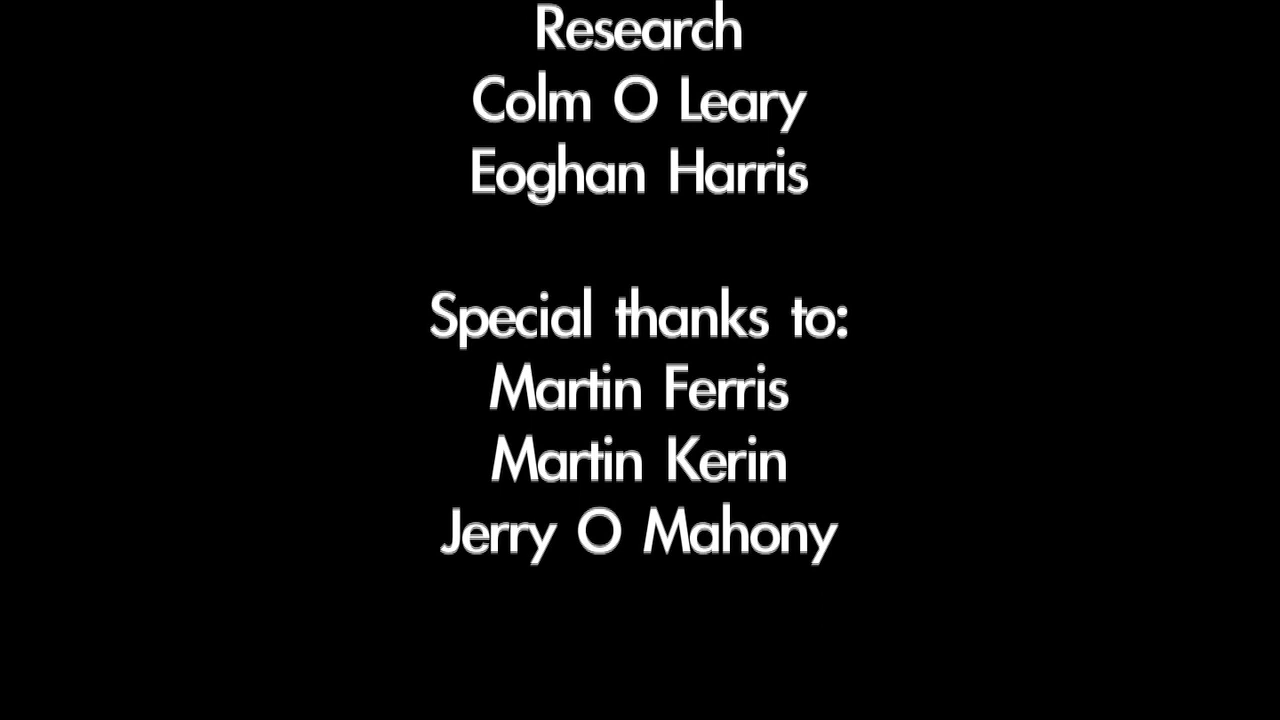 Research
Colm O Leary
Eoghan Harris
Special thanks to:
Martin Ferris
Martin Kerin
Jerry O Mahony